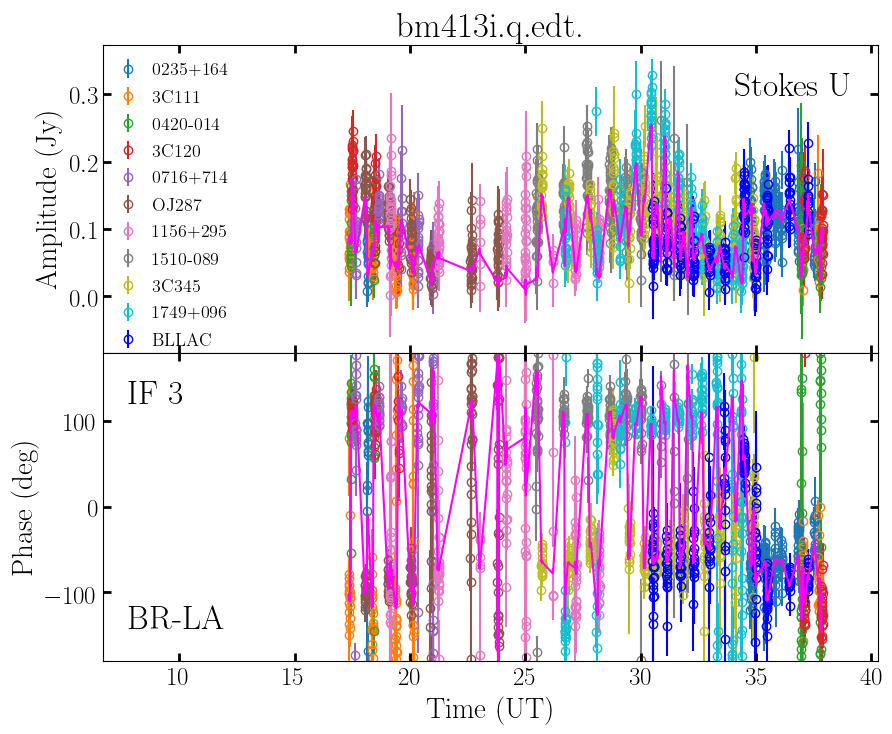 bm413i.q.edt.
Stokes U
0235+164
3C111
0420-014
3C120
0716+714
OJ287
1156+295
1510-089
3C345
1749+096
BLLAC
Amplitude (Jy)
0.3
0.2
0.1
0.0
IF 3
BR-LA
Phase (deg)
100
0
−100
10 15 20 25 30 35 40
Time (UT)